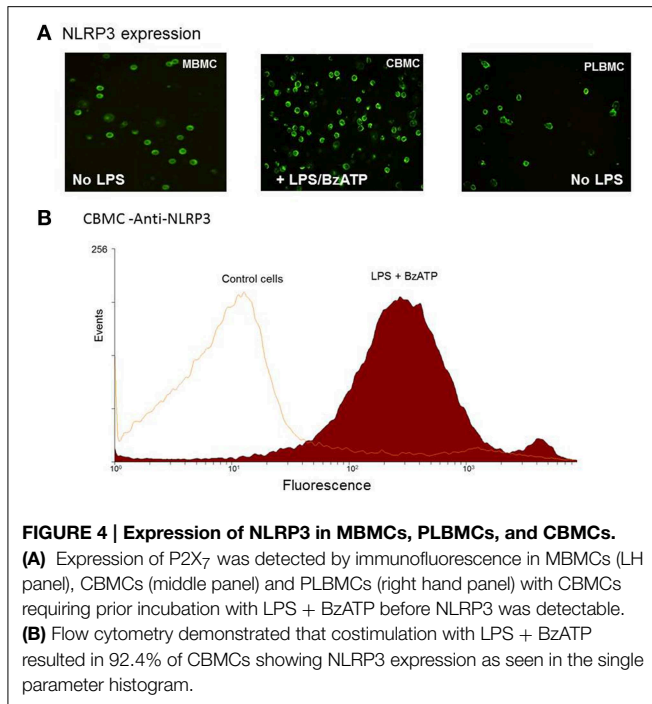 A NLRP3 expression
MBMC
CBMC
PLBMC
No LPS
+ LPS/BzATP
No LPS
B CBMC -Anti-NLRP3
256
Control cells
LPS + BzATP
Events
10⁰ 10¹ 10² 10³
Fluorescence
FIGURE 4 | Expression of NLRP3 in MBMCs, PLBMCs, and CBMCs.
(A) Expression of P2X₇ was detected by immunofluorescence in MBMCs (LH
panel), CBMCs (middle panel) and PLBMCs (right hand panel) with CBMCs
requiring prior incubation with LPS + BzATP before NLRP3 was detectable.
(B) Flow cytometry demonstrated that costimulation with LPS + BzATP
resulted in 92.4% of CBMCs showing NLRP3 expression as seen in the single
parameter histogram.